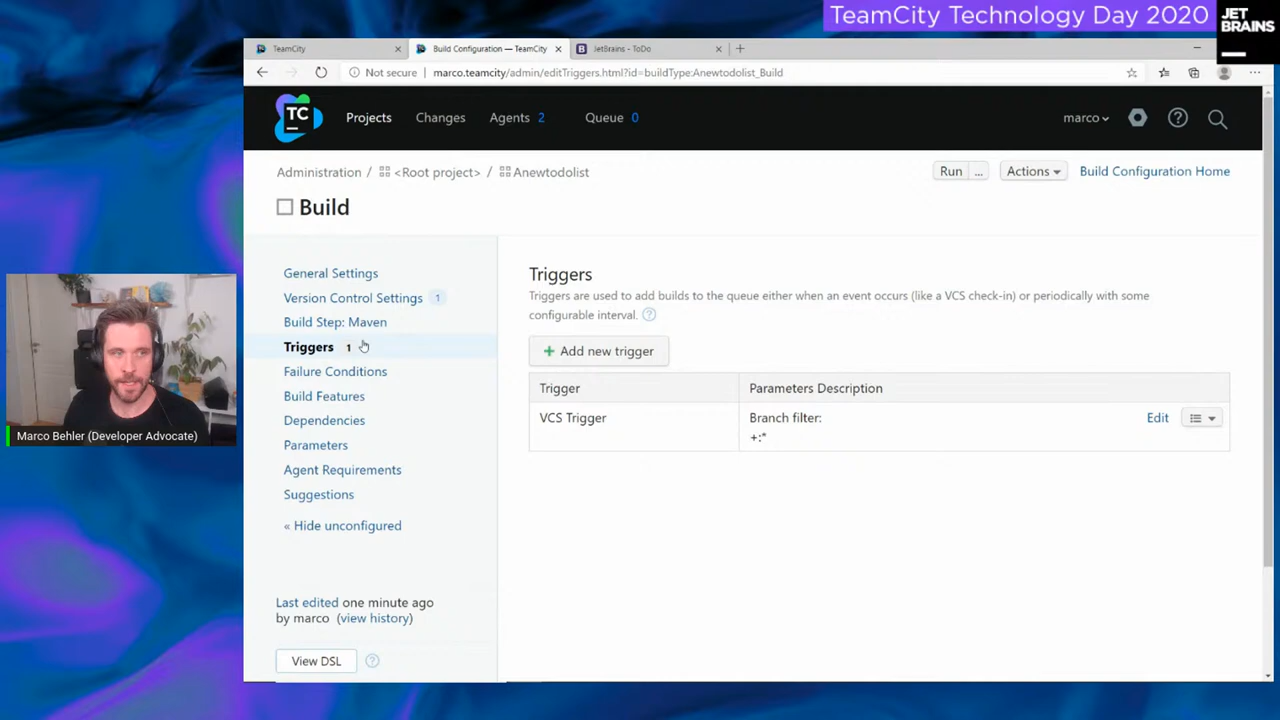 TeamCity Technology Day 2020
JET
BRAINS
TeamCity
Build Configuration — TeamCity
JetBrains - ToDo
Not secure
marco.teamcity/admin/editTriggers.html?id=buildType:Anewtodolist_Build
TC
Projects
Changes
Agents 2
Queue 0
marco
Administration / <Root project> / Anewtodolist
Run ...
Actions
Build Configuration Home
Build
General Settings
Version Control Settings 1
Build Step: Maven
Triggers 1
Failure Conditions
Build Features
Dependencies
Parameters
Agent Requirements
Suggestions
« Hide unconfigured
Last edited one minute ago
by marco (view history)
View DSL ?
Triggers
Triggers are used to add builds to the queue either when an event occurs (like a VCS check-in) or periodically with some
configurable interval. ?
+ Add new trigger
Trigger
Parameters Description
VCS Trigger
Branch filter:
+:*
Edit
Marco Behler (Developer Advocate)